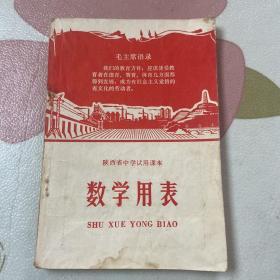 毛主席语录
我们的教育方针,应该使受教
育者在德育、智育、体育几方面都
得到发展,成为有社会主义觉悟的
有文化的劳动者。
陕西省中学试用课本
数学用表
SHU XUE YONG BIAO